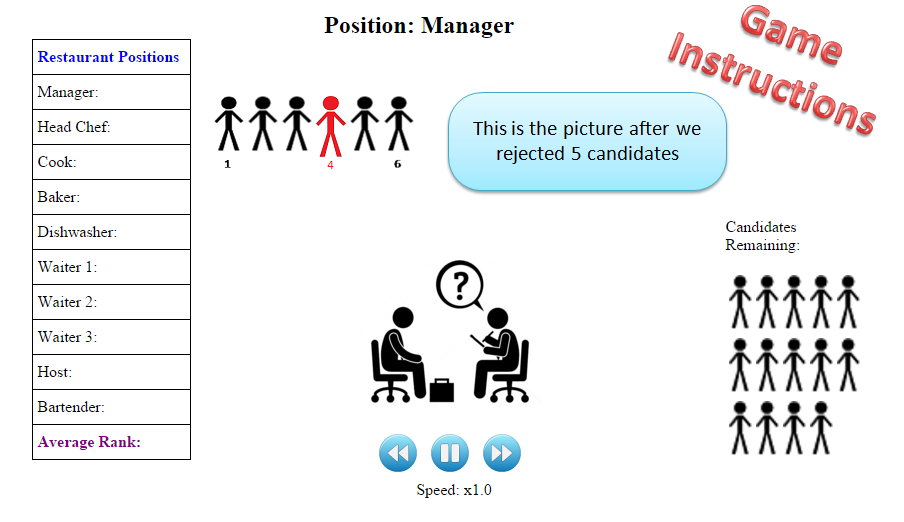 Position: Manager
Game
Instructions
Restaurant Positions
Manager:
Head Chef:
Cook:
Baker:
Dishwasher:
Waiter 1:
Waiter 2:
Waiter 3:
Host:
Bartender:
Average Rank:
1
4
6
This is the picture after we
rejected 5 candidates
?
Candidates
Remaining:
Speed: x1.0